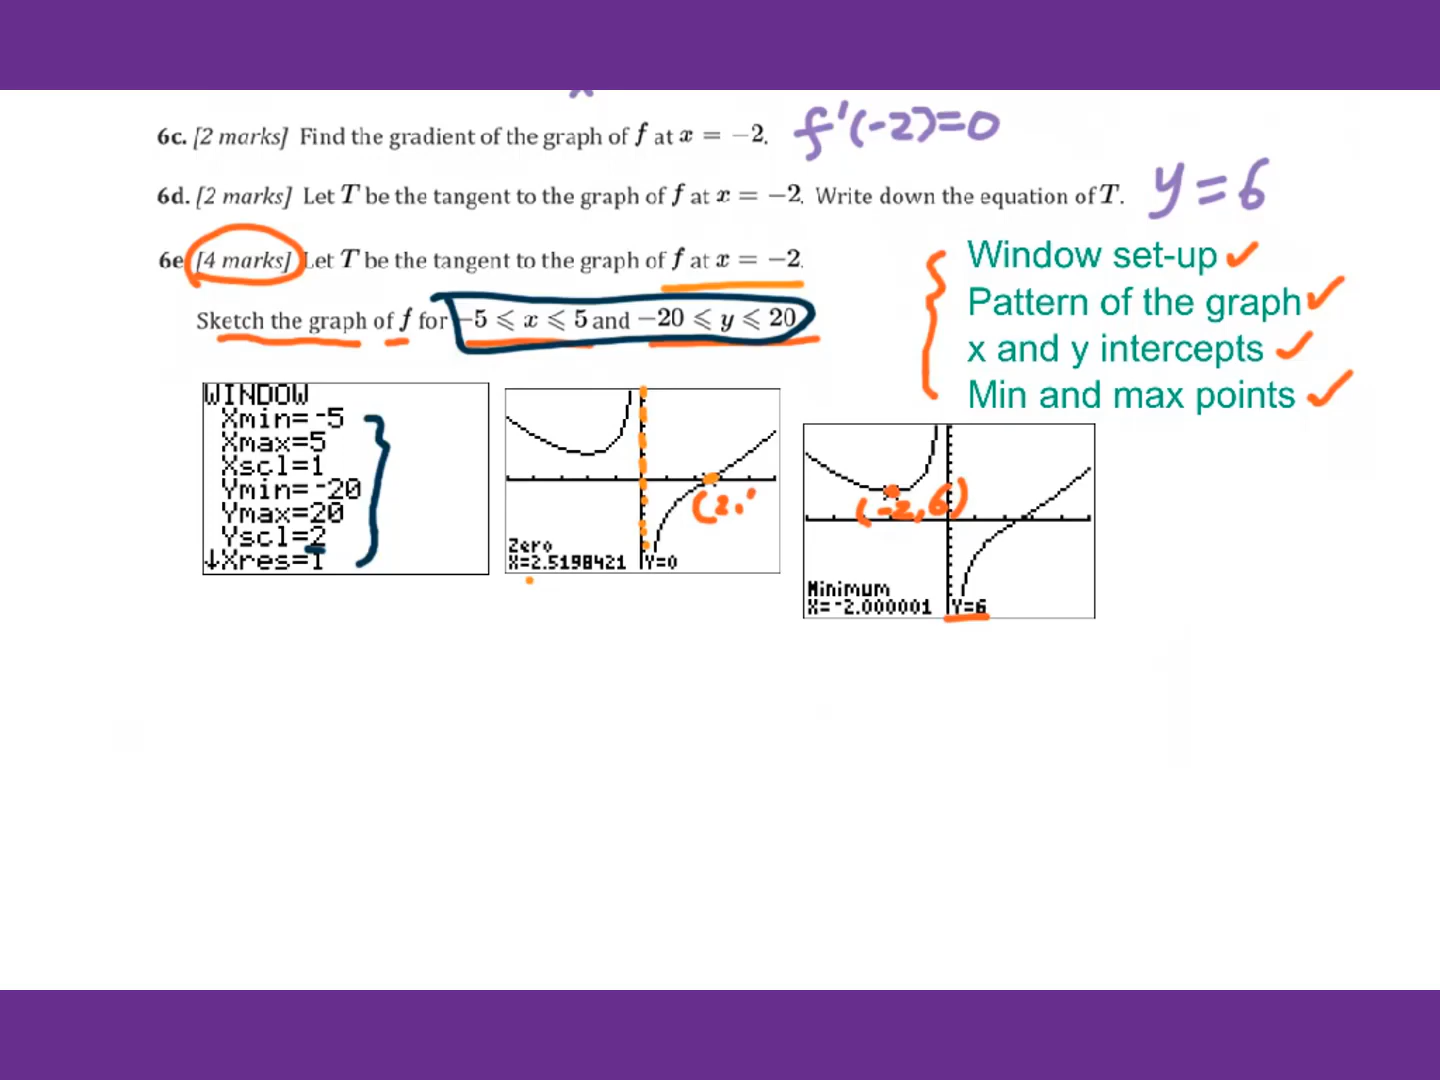 6c. [2 marks] Find the gradient of the graph of f at x = −2. f'(-2)=0
6d. [2 marks] Let T be the tangent to the graph of f at x = −2. Write down the equation of T. y = 6
6e [4 marks] Let T be the tangent to the graph of f at x = −2.
Sketch the graph of f for −5 ⩽ x ⩽ 5 and −20 ⩽ y ⩽ 20
Window set-up ✓
Pattern of the graph ✓
x and y intercepts ✓
Min and max points ✓
WINDOW
Xmin=-5
Xmax=5
Xscl=1
Ymin=-20
Ymax=20
Yscl=2
↓Xres=1
(2.
Zero
X=2.5198421 Y=0
(-2,6)
Minimum
X=-2.000001 Y=6